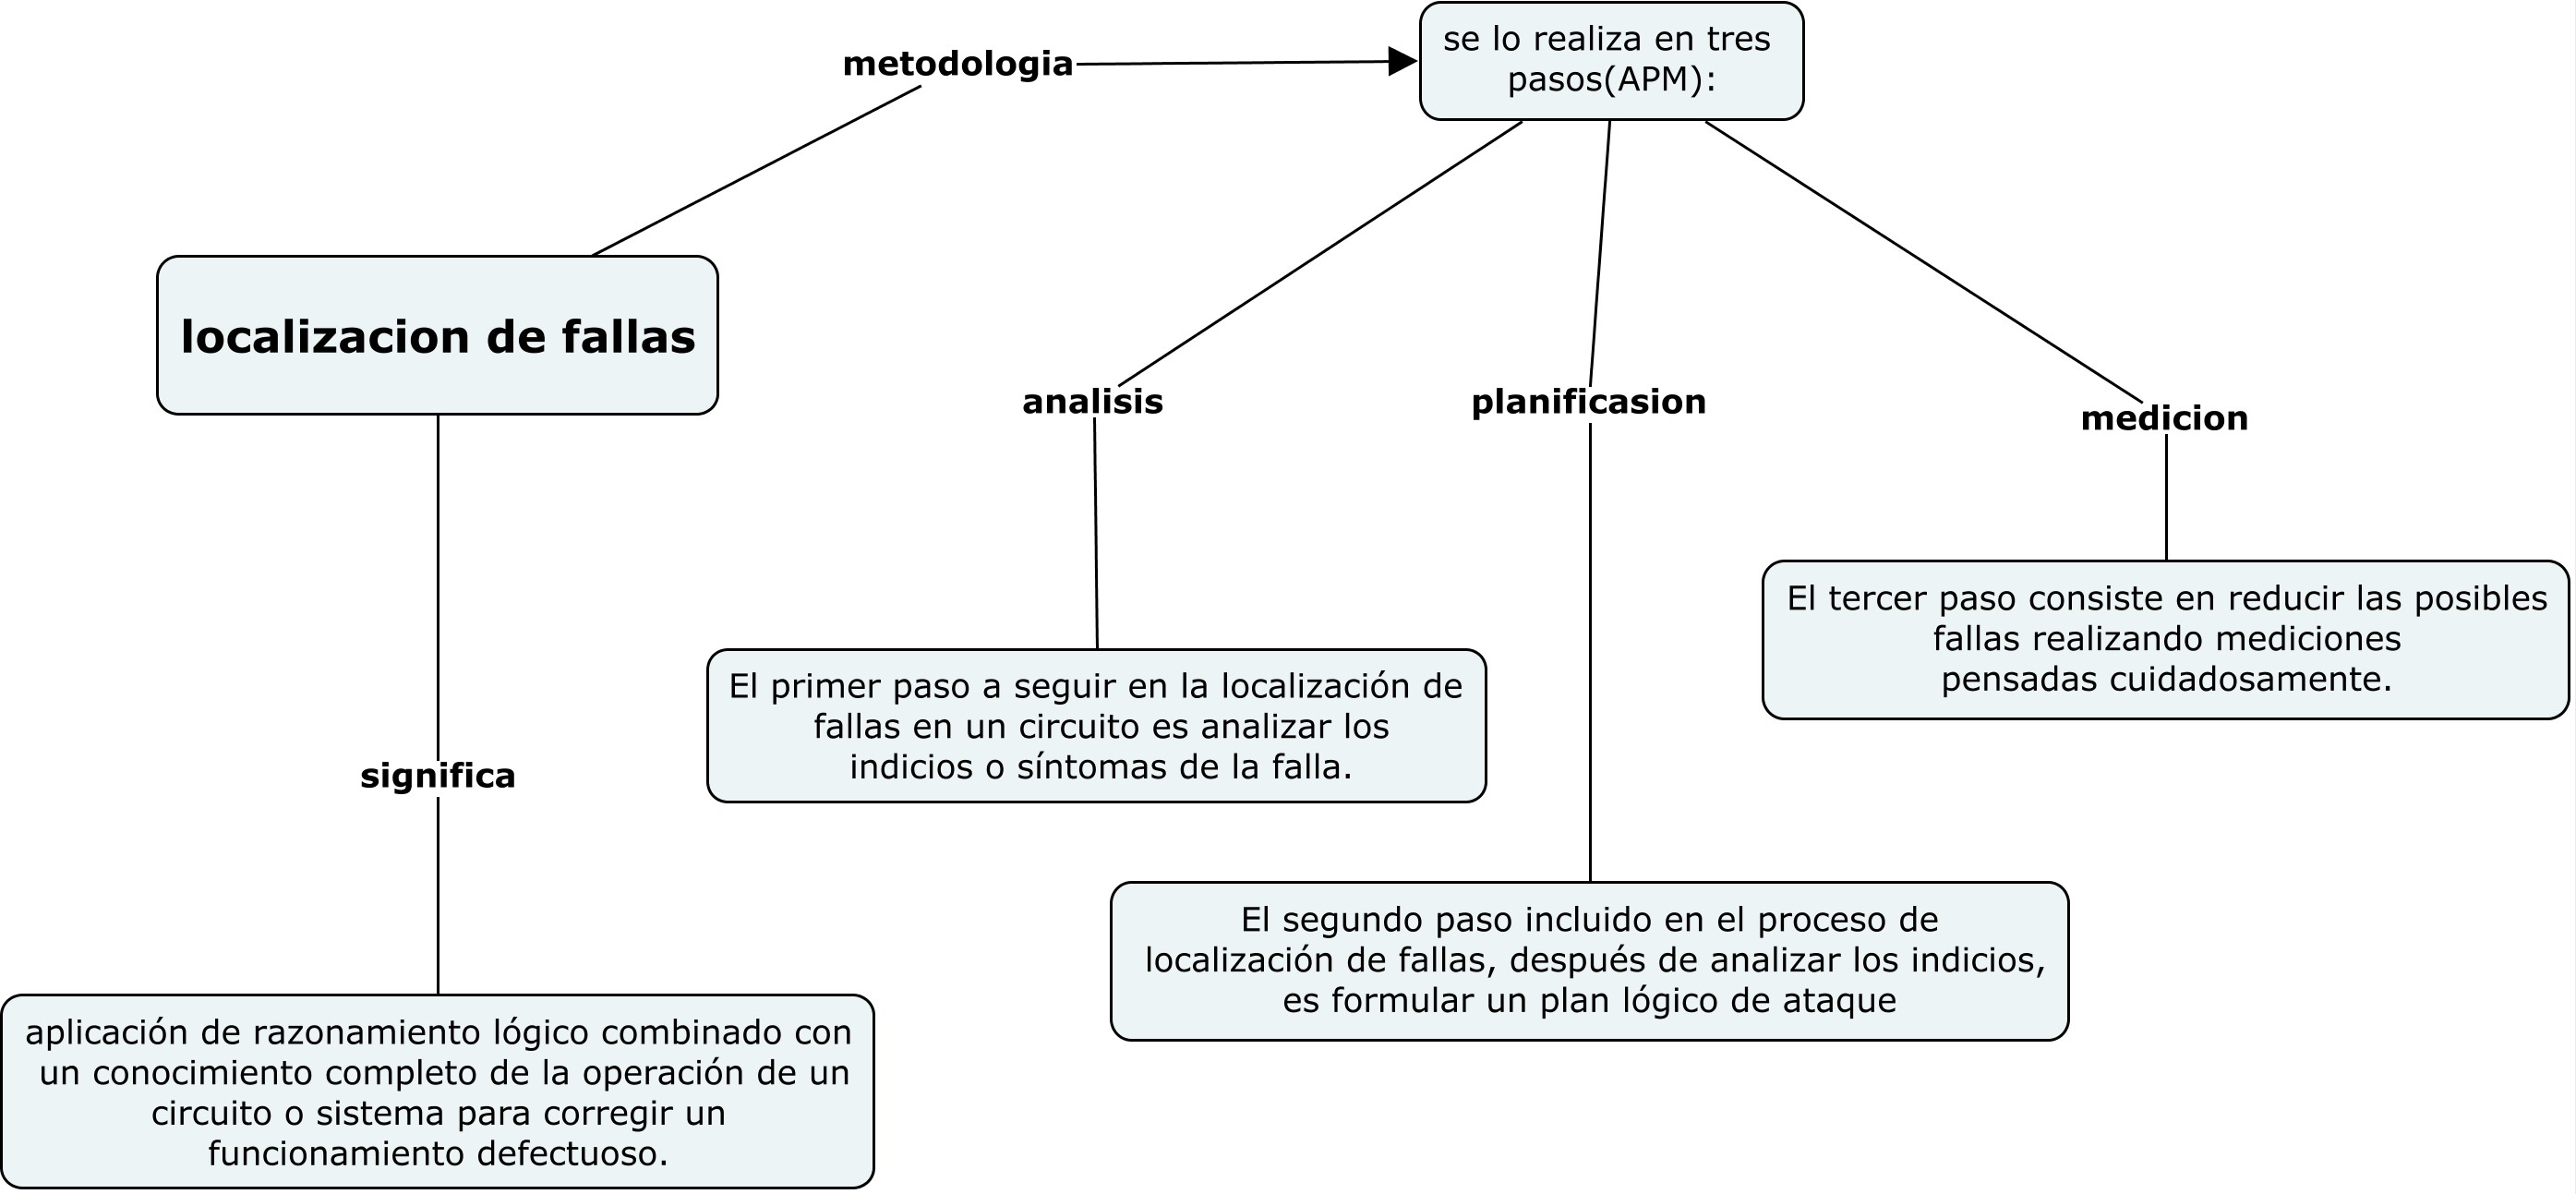 se lo realiza en tres
pasos(APM):
metodologia
localizacion de fallas
analisis
planificasion
medicion
El tercer paso consiste en reducir las posibles
fallas realizando mediciones
pensadas cuidadosamente.
El primer paso a seguir en la localización de
fallas en un circuito es analizar los
indicios o síntomas de la falla.
significa
El segundo paso incluido en el proceso de
localización de fallas, después de analizar los indicios,
es formular un plan lógico de ataque
aplicación de razonamiento lógico combinado con
un conocimiento completo de la operación de un
circuito o sistema para corregir un
funcionamiento defectuoso.